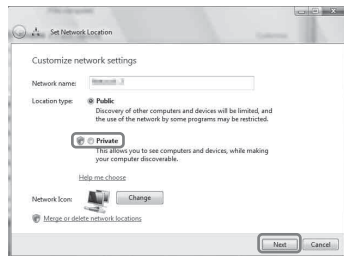 Set Network Location
Customize network settings
Network name:
Location type:
Public
Discovery of other computers and devices will be limited, and
the use of the network by some programs may be restricted.
Private
This allows you to see computers and devices, while making
your computer discoverable.
Help me choose
Network Icon:
Change
Merge or delete network locations
Next
Cancel